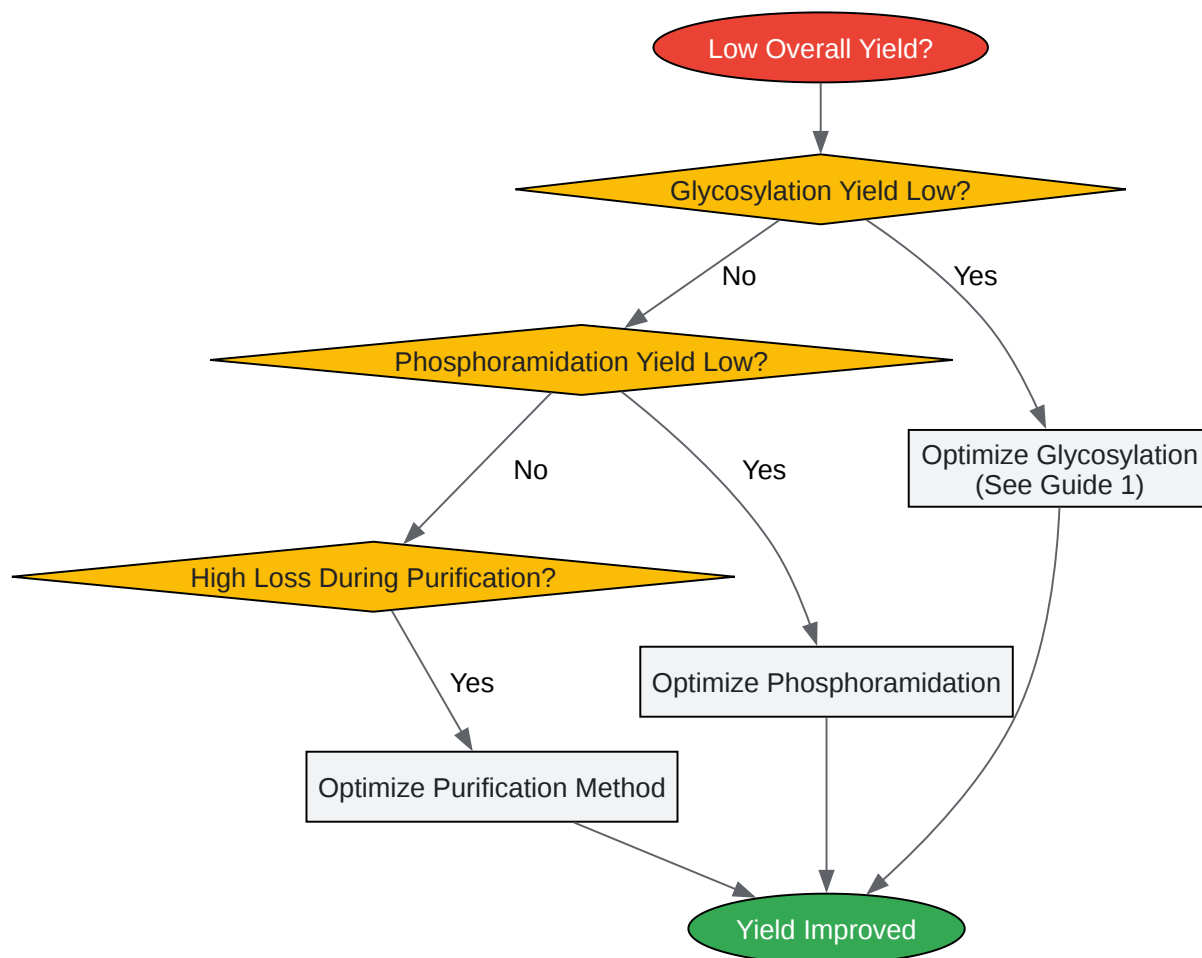 Low Overall Yield?
Glycosylation Yield Low?
No
Yes
Phosphoramidation Yield Low?
Optimize Glycosylation
(See Guide 1)
No
Yes
High Loss During Purification?
Yes
Optimize Phosphoramidation
Optimize Purification Method
Yield Improved